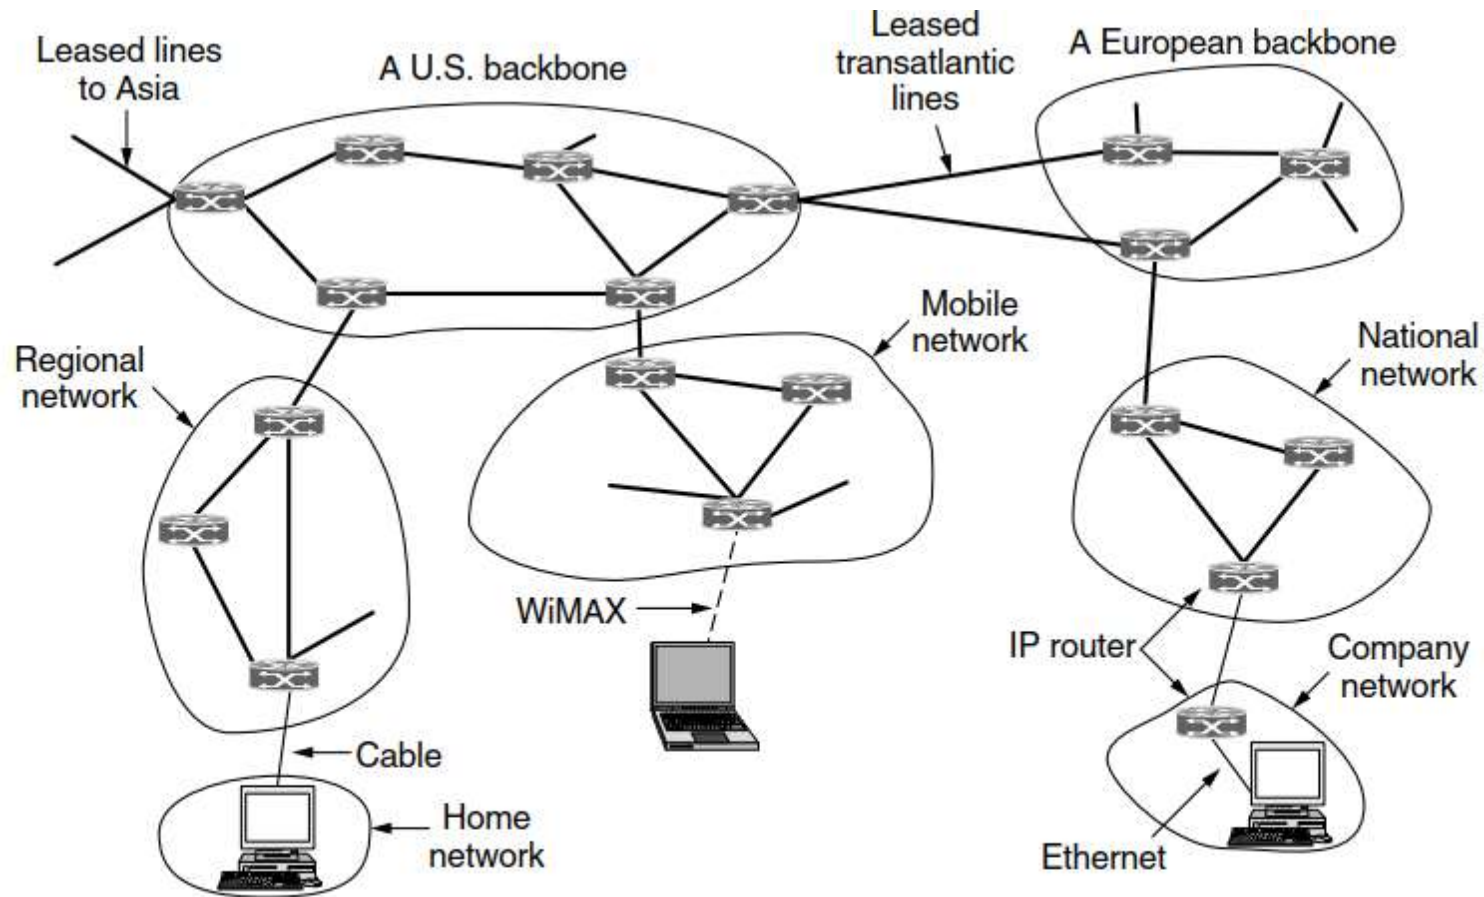 Leased lines
to Asia
A U.S. backbone
Leased
transatlantic
lines
A European backbone
Regional
network
Mobile
network
National
network
WiMAX
IP router
Company
network
Cable
Home
network
Ethernet